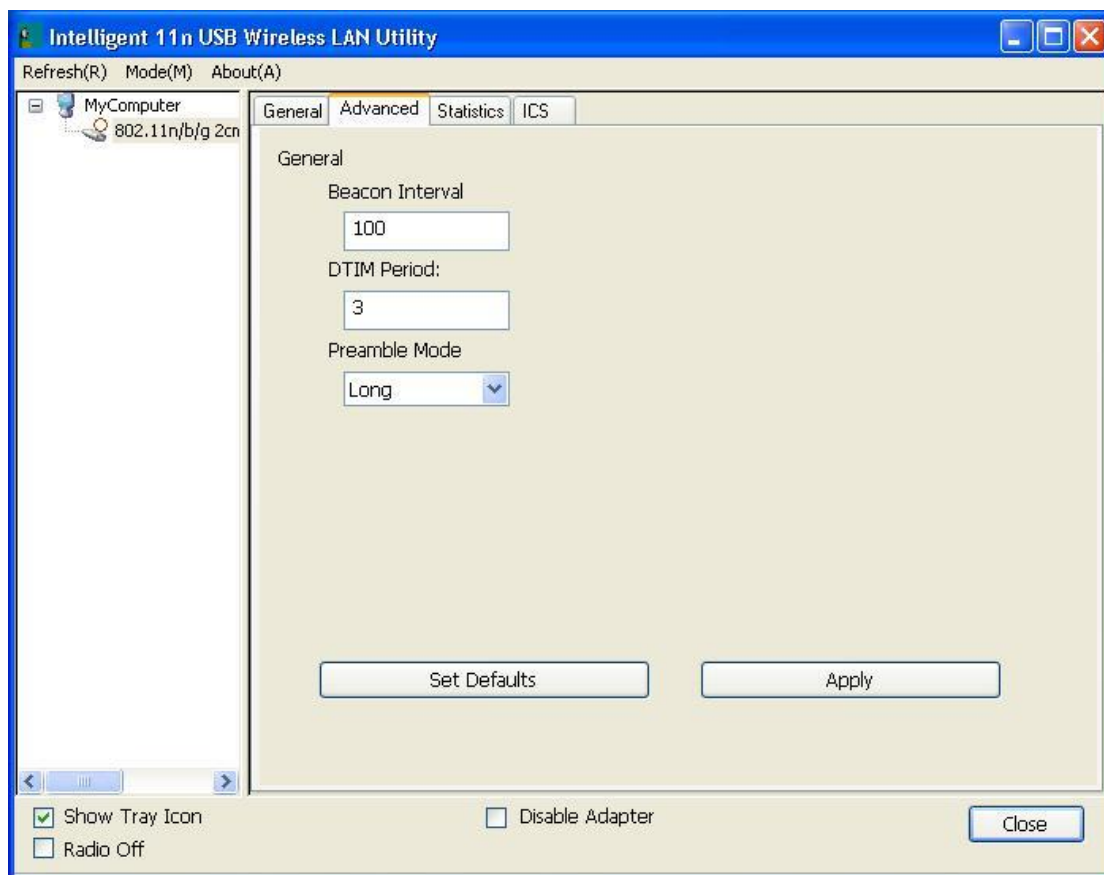 Intelligent 11n USB Wireless LAN Utility
Refresh(R) Mode(M) About(A)
MyComputer
802.11n/b/g 2cn
General Advanced Statistics ICS
General
Beacon Interval
100
DTIM Period:
3
Preamble Mode
Long
Set Defaults Apply
Show Tray Icon Disable Adapter
Radio Off
Close